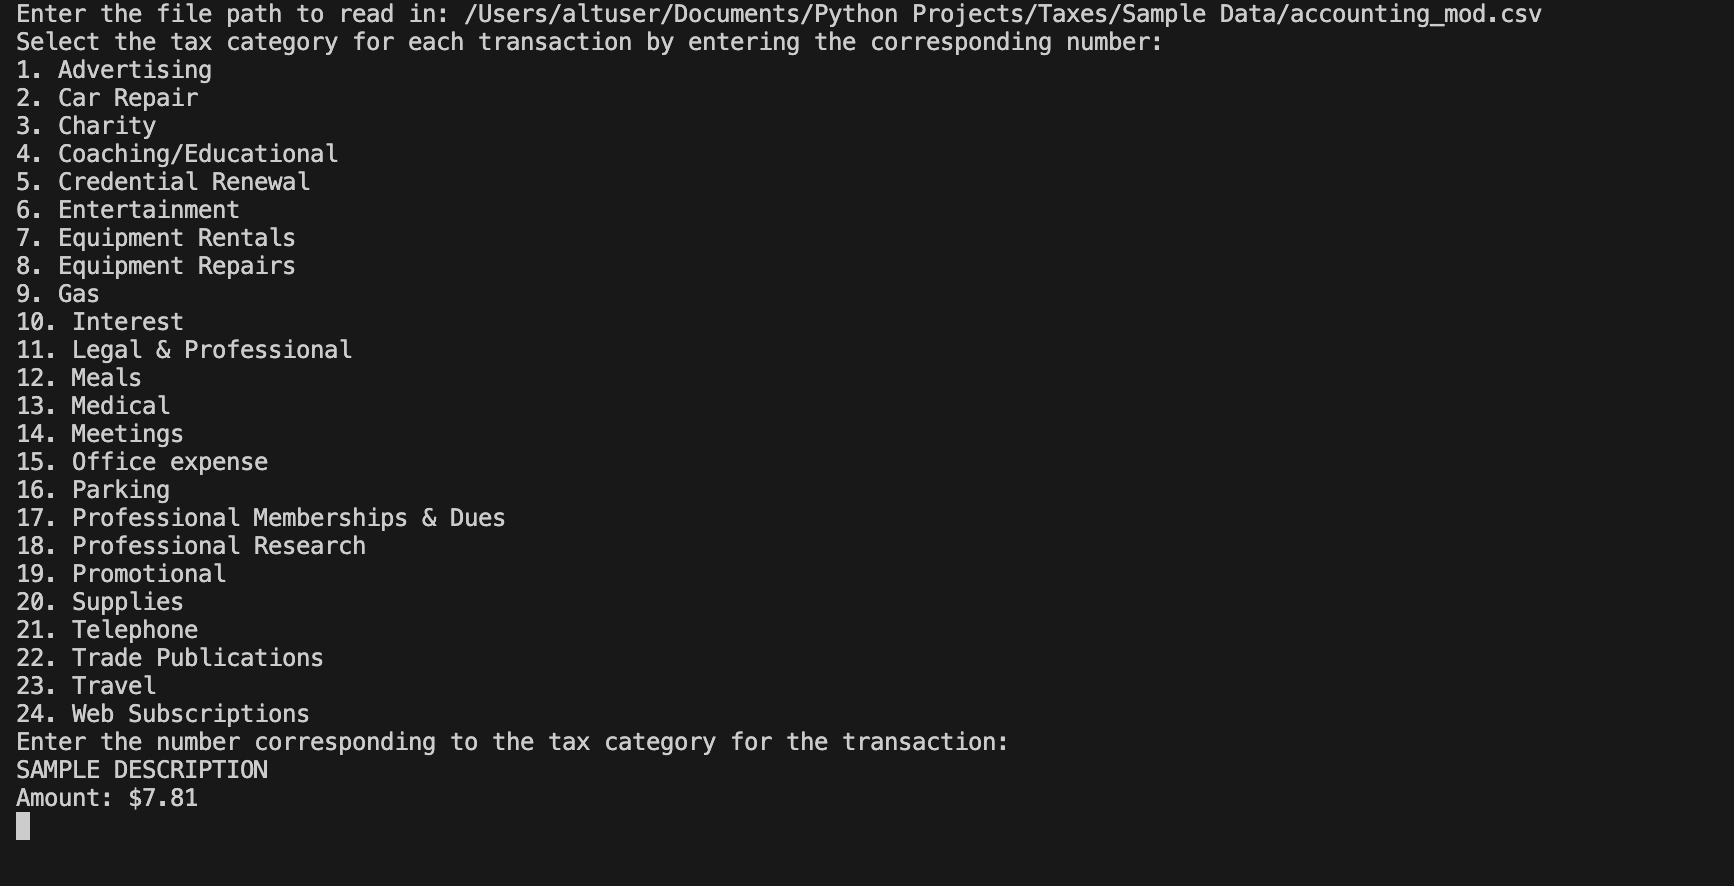 Enter the file path to read in: /Users/altuser/Documents/Python Projects/Taxes/Sample Data/accounting_mod.csv
Select the tax category for each transaction by entering the corresponding number:
1. Advertising
2. Car Repair
3. Charity
4. Coaching/Educational
5. Credential Renewal
6. Entertainment
7. Equipment Rentals
8. Equipment Repairs
9. Gas
10. Interest
11. Legal & Professional
12. Meals
13. Medical
14. Meetings
15. Office expense
16. Parking
17. Professional Memberships & Dues
18. Professional Research
19. Promotional
20. Supplies
21. Telephone
22. Trade Publications
23. Travel
24. Web Subscriptions
Enter the number corresponding to the tax category for the transaction:
SAMPLE DESCRIPTION
Amount: $7.81